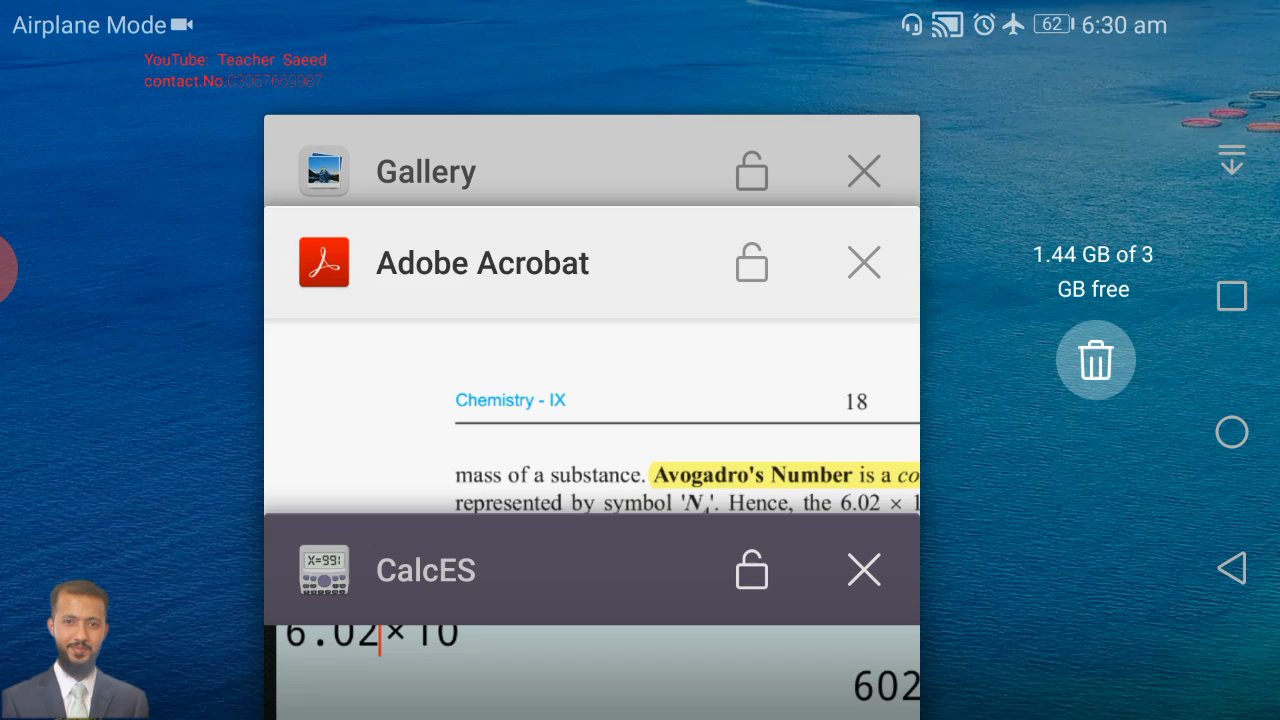 Airplane Mode 62 6:30 am
YouTube: Teacher Saeed
contact.No.03067669987
Gallery
Adobe Acrobat
1.44 GB of 3
GB free
Chemistry - IX 18
mass of a substance. Avogadro's Number is a co
represented by symbol 'N_A'. Hence, the 6.02 × 1
X=99!
CalcES
6.02×10
602